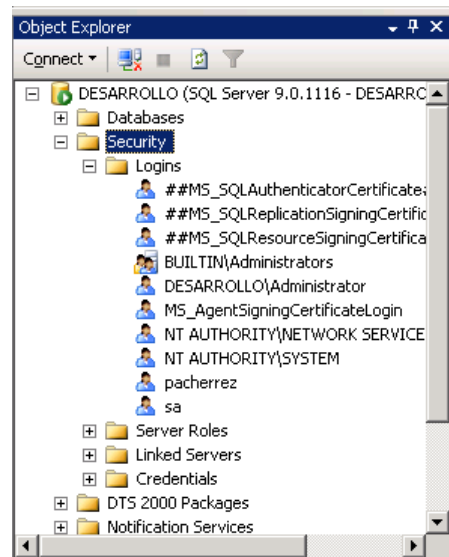 Object Explorer
Connect
DESARROLLO (SQL Server 9.0.1116 - DESARRC
Databases
Security
Logins
##MS_SQLAuthenticatorCertificate#
##MS_SQLReplicationSigningCertific
##MS_SQLResourceSigningCertifica
BUILTIN\Administrators
DESARROLLO\Administrator
MS_AgentSigningCertificateLogin
NT AUTHORITY\NETWORK SERVICE
NT AUTHORITY\SYSTEM
pacherrez
sa
Server Roles
Linked Servers
Credentials
DTS 2000 Packages
Notification Services